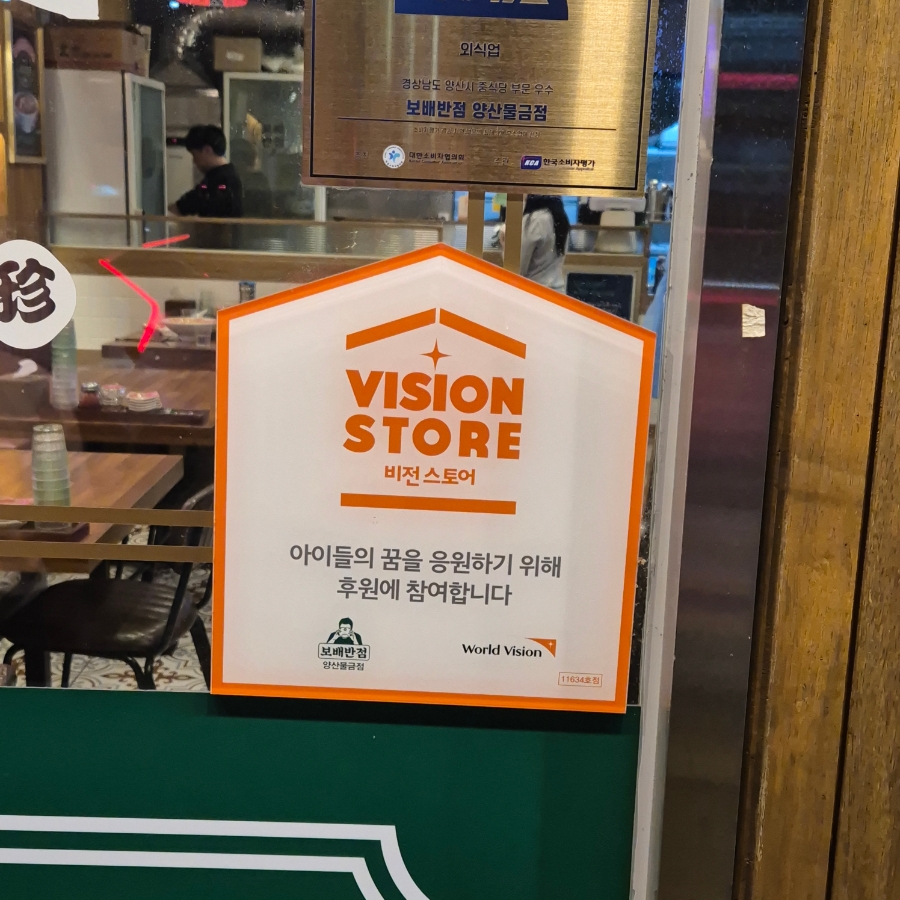 외식업
경상남도 양산시 중식당 부문 우수
보배반점 양산물금점
대한소비자협의회
KCA 한국소비자평가
珍
VISION
STORE
비전 스토어
아이들의 꿈을 응원하기 위해
후원에 참여합니다
보배반점
양산물금점
World Vision
11634호점